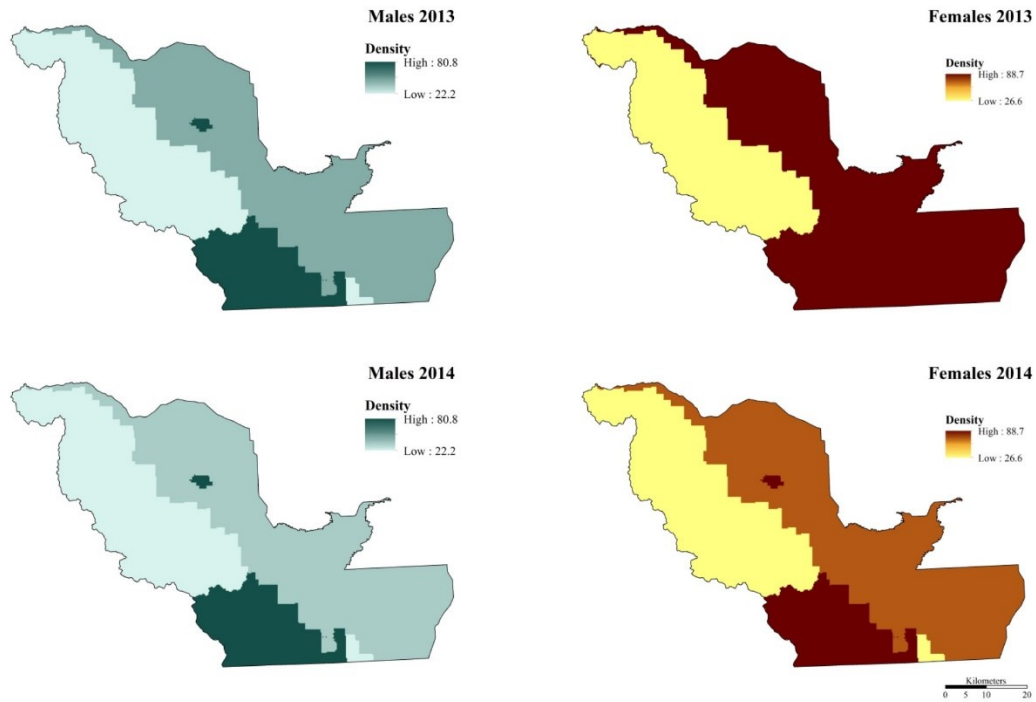 Males 2013
Density
High : 80.8
Low : 22.2
Females 2013
Density
High : 88.7
Low : 26.6
Males 2014
Density
High : 80.8
Low : 22.2
Females 2014
Density
High : 88.7
Low : 26.6
Kilometers
0 5 10 20